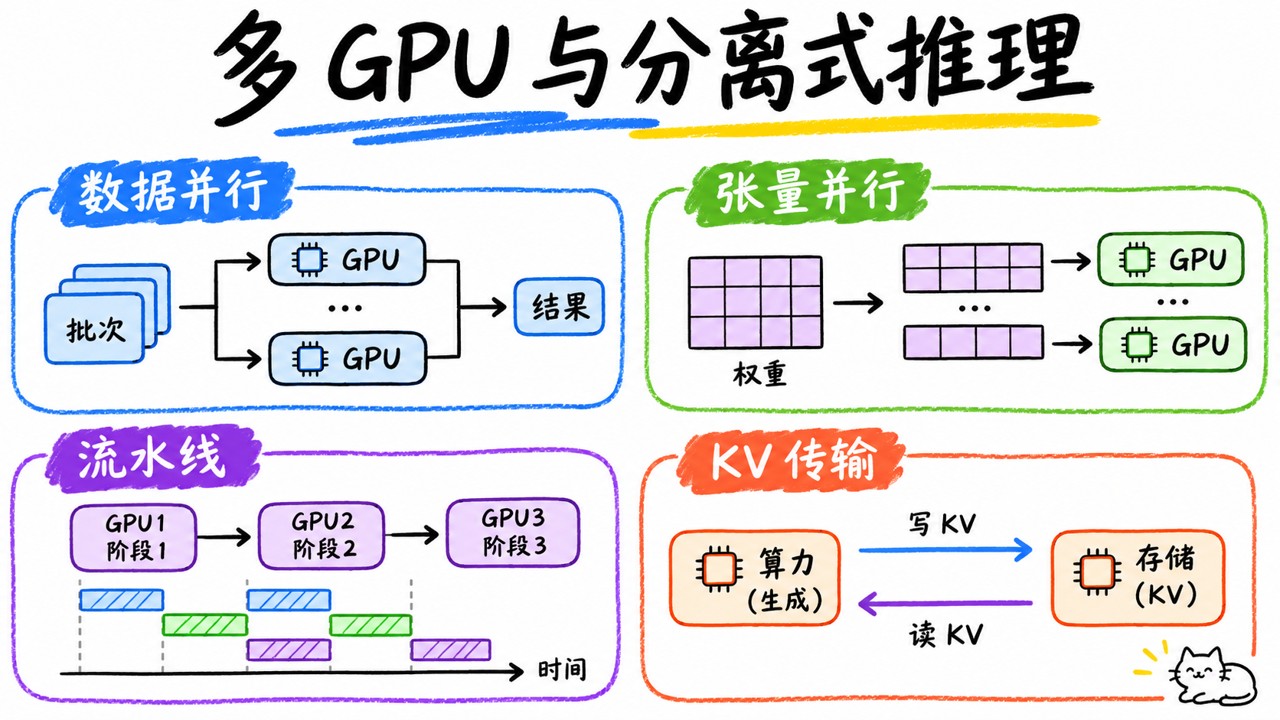 多 GPU 与分离式推理
数据并行
批次
GPU
...
GPU
结果
张量并行
权重
...
GPU
...
GPU
流水线
GPU1
阶段1
GPU2
阶段2
GPU3
阶段3
时间
KV 传输
算力
(生成)
写 KV
读 KV
存储
(KV)